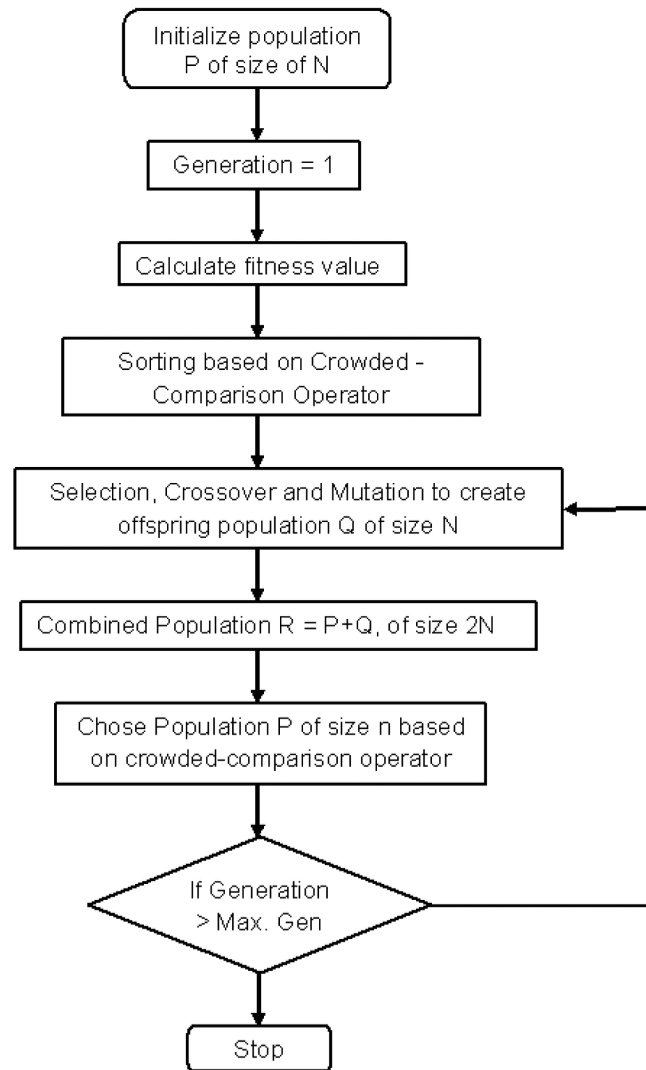 Initialize population
P of size of N
Generation = 1
Calculate fitness value
Sorting based on Crowded -
Comparison Operator
Selection, Crossover and Mutation to create
offspring population Q of size N
Combined Population R = P+Q, of size 2N
Chose Population P of size n based
on crowded-comparison operator
If Generation
> Max. Gen
Stop